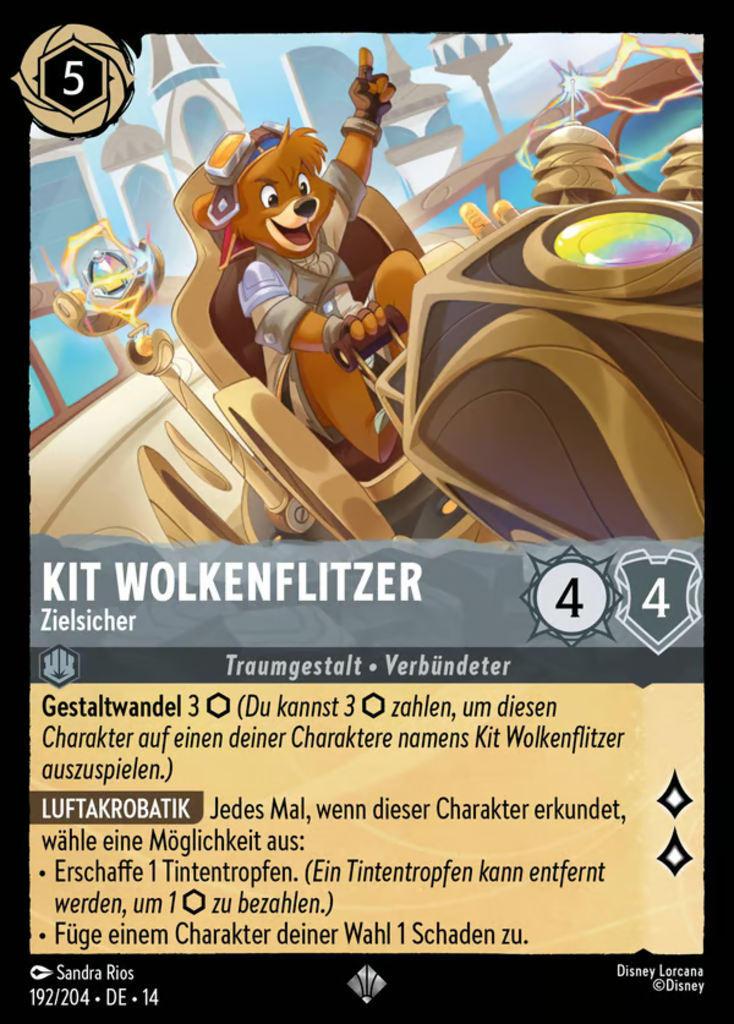 5
KIT WOLKENFLITZER
Zielsicher
4
4
Traumgestalt • Verbündeter
Gestaltwandel 3 ⬡ (Du kannst 3 ⬡ zahlen, um diesen
Charakter auf einen deiner Charaktere namens Kit Wolkenflitzer
auszuspielen.)
LUFTAKROBATIK Jedes Mal, wenn dieser Charakter erkundet,
wähle eine Möglichkeit aus:
• Erschaffe 1 Tintentropfen. (Ein Tintentropfen kann entfernt
werden, um 1 ⬡ zu bezahlen.)
• Füge einem Charakter deiner Wahl 1 Schaden zu.
Sandra Rios
192/204 • DE • 14
Disney Lorcana
©Disney